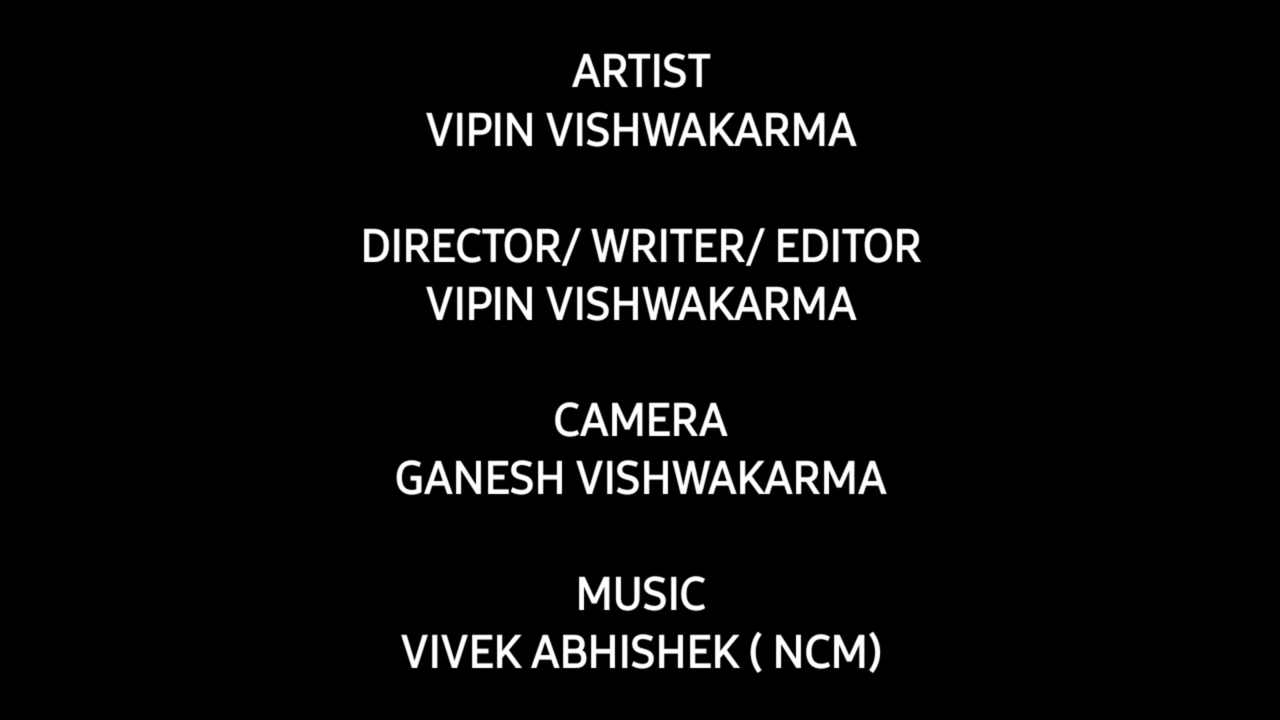 ARTIST
VIPIN VISHWAKARMA
DIRECTOR/ WRITER/ EDITOR
VIPIN VISHWAKARMA
CAMERA
GANESH VISHWAKARMA
MUSIC
VIVEK ABHISHEK ( NCM)